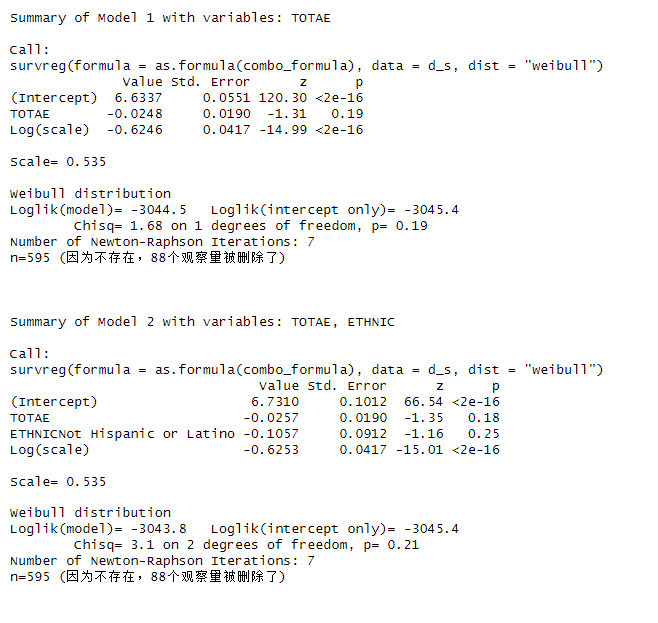 Summary of Model 1 with variables: TOTAE
Call:
survreg(formula = as.formula(combo_formula), data = d_s, dist = "weibull")
Value Std. Error z p
(Intercept) 6.6337 0.0551 120.30 <2e-16
TOTAE -0.0248 0.0190 -1.31 0.19
Log(scale) -0.6246 0.0417 -14.99 <2e-16
Scale= 0.535
Weibull distribution
Loglik(model)= -3044.5 Loglik(intercept only)= -3045.4
Chisq= 1.68 on 1 degrees of freedom, p= 0.19
Number of Newton-Raphson Iterations: 7
n=595 (因为不存在，88个观察量被删除了)
Summary of Model 2 with variables: TOTAE, ETHNIC
Call:
survreg(formula = as.formula(combo_formula), data = d_s, dist = "weibull")
Value Std. Error z p
(Intercept) 6.7310 0.1012 66.54 <2e-16
TOTAE -0.0257 0.0190 -1.35 0.18
ETHNICNot Hispanic or Latino -0.1057 0.0912 -1.16 0.25
Log(scale) -0.6253 0.0417 -15.01 <2e-16
Scale= 0.535
Weibull distribution
Loglik(model)= -3043.8 Loglik(intercept only)= -3045.4
Chisq= 3.1 on 2 degrees of freedom, p= 0.21
Number of Newton-Raphson Iterations: 7
n=595 (因为不存在，88个观察量被删除了)